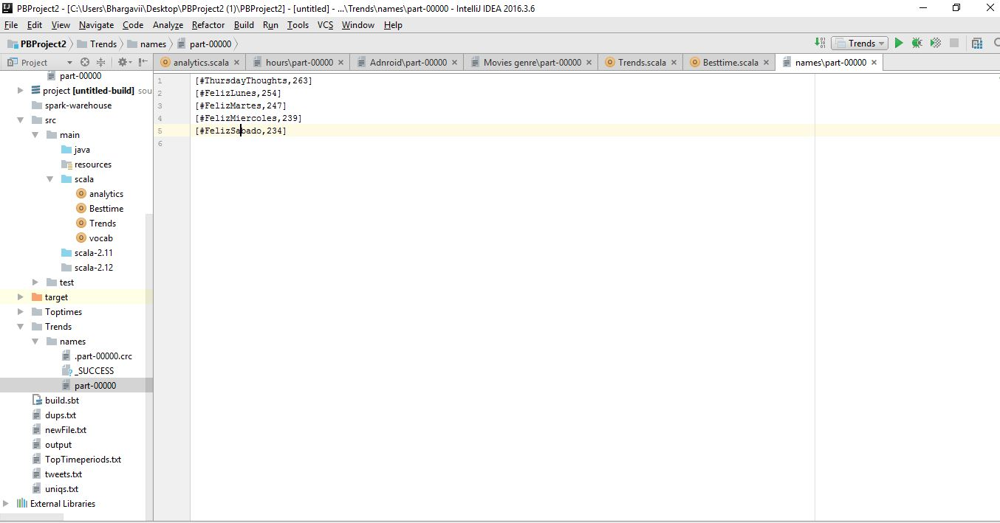 PBProject2 - [C:\Users\Bhargavii\Desktop\PBProject2 (1)\PBProject2] - [untitled] - ...\Trends\names\part-00000 - IntelliJ IDEA 2016.3.6
File Edit View Navigate Code Analyze Refactor Build Run Tools VCS Window Help
PBProject2 Trends names part-00000 Trends
Project analytics.scala hours\part-00000 Adnroid\part-00000 Movies genre\part-00000 Trends.scala Besttime.scala names\part-00000
part-00000
project [untitled-build] sou
spark-warehouse
src
main
java
resources
scala
analytics
Besttime
Trends
vocab
scala-2.11
scala-2.12
test
target
Toptimes
Trends
names
.part-00000.crc
_SUCCESS
part-00000
build.sbt
dups.txt
newFile.txt
output
TopTimeperiods.txt
tweets.txt
uniqs.txt
External Libraries
1 [#ThursdayThoughts,263]
2 [#FelizLunes,254]
3 [#FelizMartes,247]
4 [#FelizMiercoles,239]
5 [#FelizSabado,234]
6